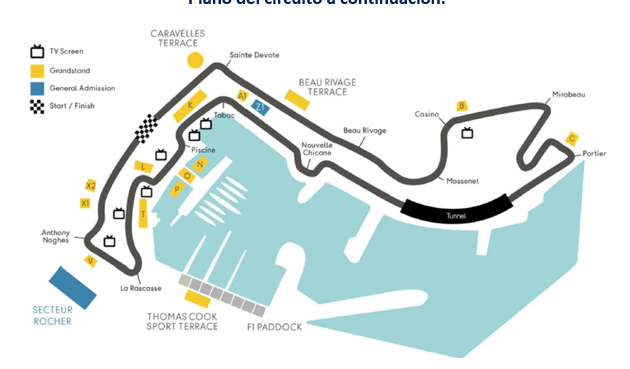 Plano del circuito a continuación:
CARAVELLES
TERRACE
TV Screen
Grandstand
General Admission
Start / Finish
Sainte Devote
BEAU RIVAGE
TERRACE
K
A1
Z1
Tabac
B
Casino
Mirabeau
Beau Rivage
Nouvelle
Chicane
Piscine
C
Portier
L
N
O
P
Massenet
X2
X1
T
Tunnel
Anthony
Noghes
V
La Rascasse
SECTEUR
ROCHER
THOMAS COOK
SPORT TERRACE
F1 PADDOCK